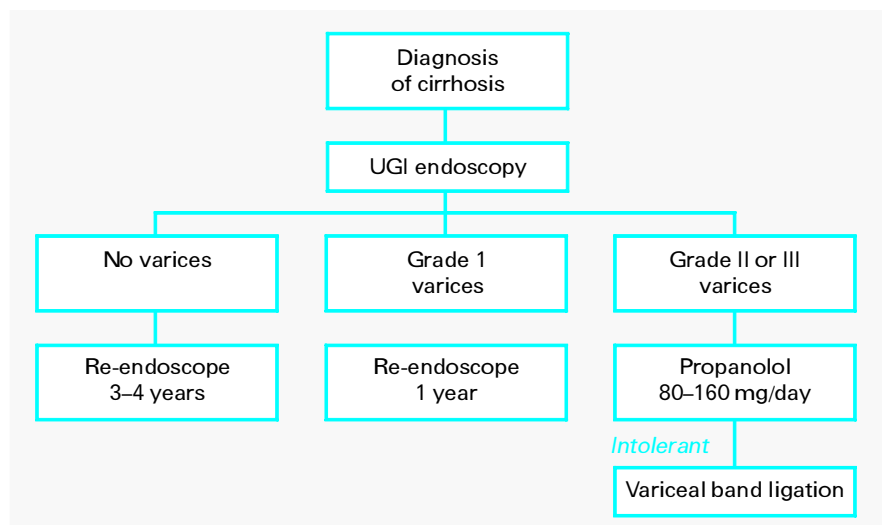 Diagnosis
of cirrhosis
UGI endoscopy
No varices
Grade 1
varices
Grade II or III
varices
Re-endoscope
3–4 years
Re-endoscope
1 year
Propanolol
80–160 mg/day
Intolerant
Variceal band ligation